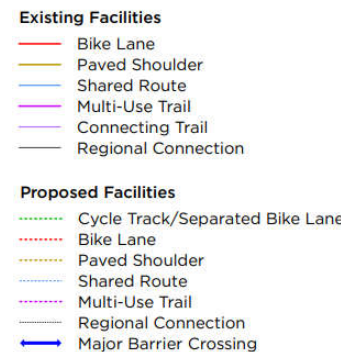 Existing Facilities
Bike Lane
Paved Shoulder
Shared Route
Multi-Use Trail
Connecting Trail
Regional Connection
Proposed Facilities
Cycle Track/Separated Bike Lane
Bike Lane
Paved Shoulder
Shared Route
Multi-Use Trail
Regional Connection
Major Barrier Crossing